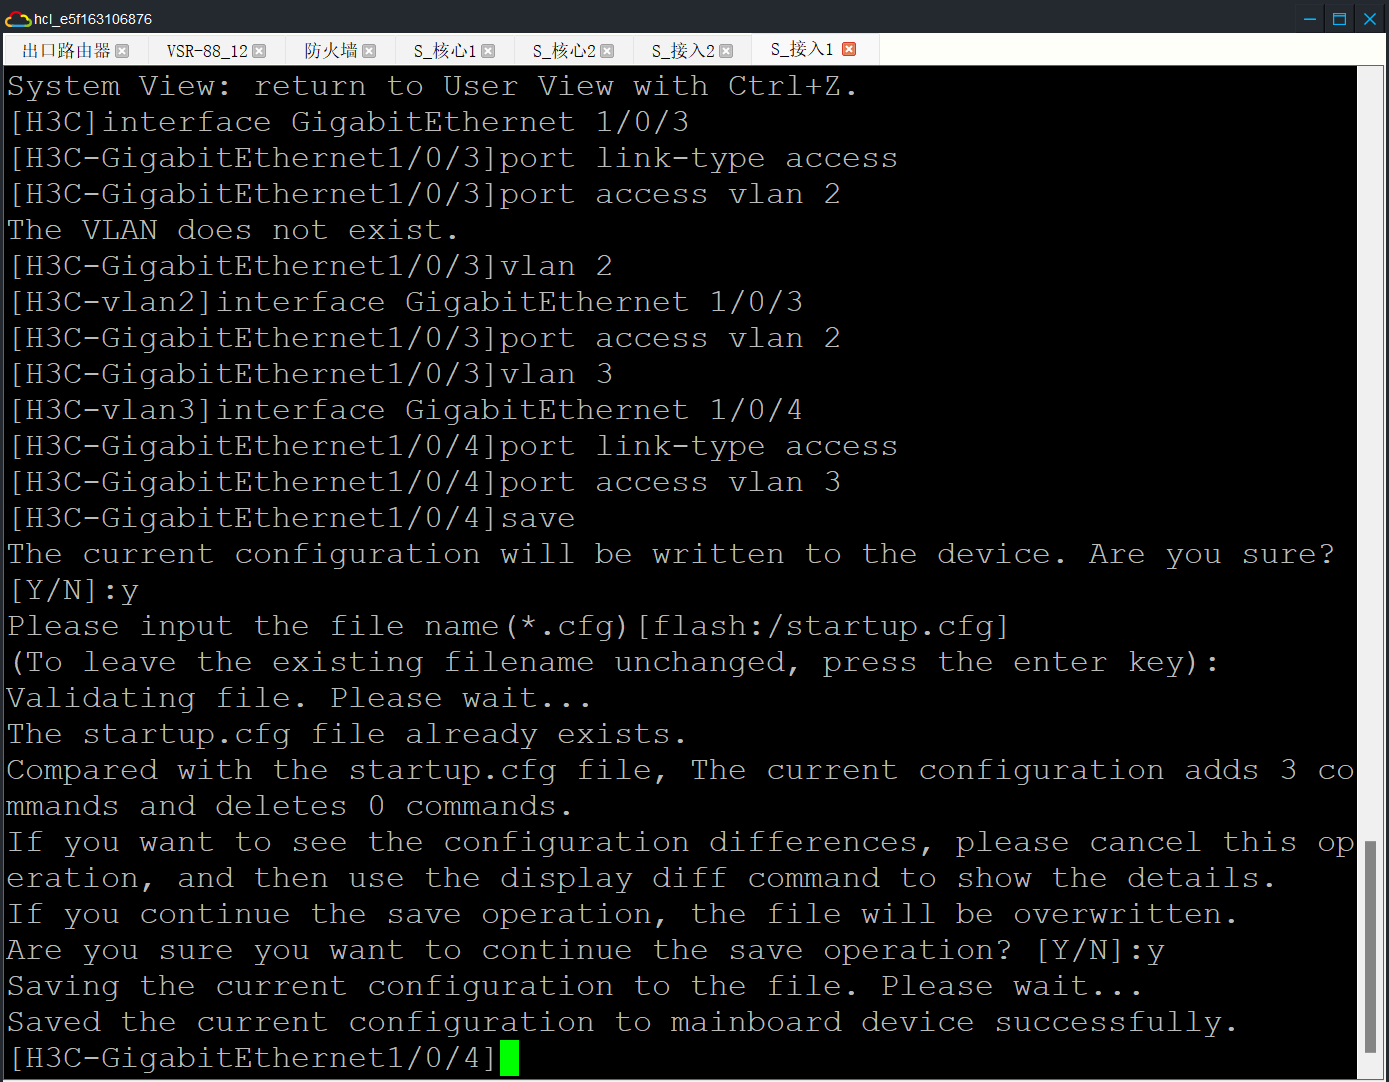 hcl_e5f163106876
出口路由器 VSR-88_12 防火墙 S_核心1 S_核心2 S_接入2 S_接入1
System View: return to User View with Ctrl+Z.
[H3C]interface GigabitEthernet 1/0/3
[H3C-GigabitEthernet1/0/3]port link-type access
[H3C-GigabitEthernet1/0/3]port access vlan 2
The VLAN does not exist.
[H3C-GigabitEthernet1/0/3]vlan 2
[H3C-vlan2]interface GigabitEthernet 1/0/3
[H3C-GigabitEthernet1/0/3]port access vlan 2
[H3C-GigabitEthernet1/0/3]vlan 3
[H3C-vlan3]interface GigabitEthernet 1/0/4
[H3C-GigabitEthernet1/0/4]port link-type access
[H3C-GigabitEthernet1/0/4]port access vlan 3
[H3C-GigabitEthernet1/0/4]save
The current configuration will be written to the device. Are you sure?
[Y/N]:y
Please input the file name(*.cfg)[flash:/startup.cfg]
(To leave the existing filename unchanged, press the enter key):
Validating file. Please wait...
The startup.cfg file already exists.
Compared with the startup.cfg file, The current configuration adds 3 co
mmands and deletes 0 commands.
If you want to see the configuration differences, please cancel this op
eration, and then use the display diff command to show the details.
If you continue the save operation, the file will be overwritten.
Are you sure you want to continue the save operation? [Y/N]:y
Saving the current configuration to the file. Please wait...
Saved the current configuration to mainboard device successfully.
[H3C-GigabitEthernet1/0/4]